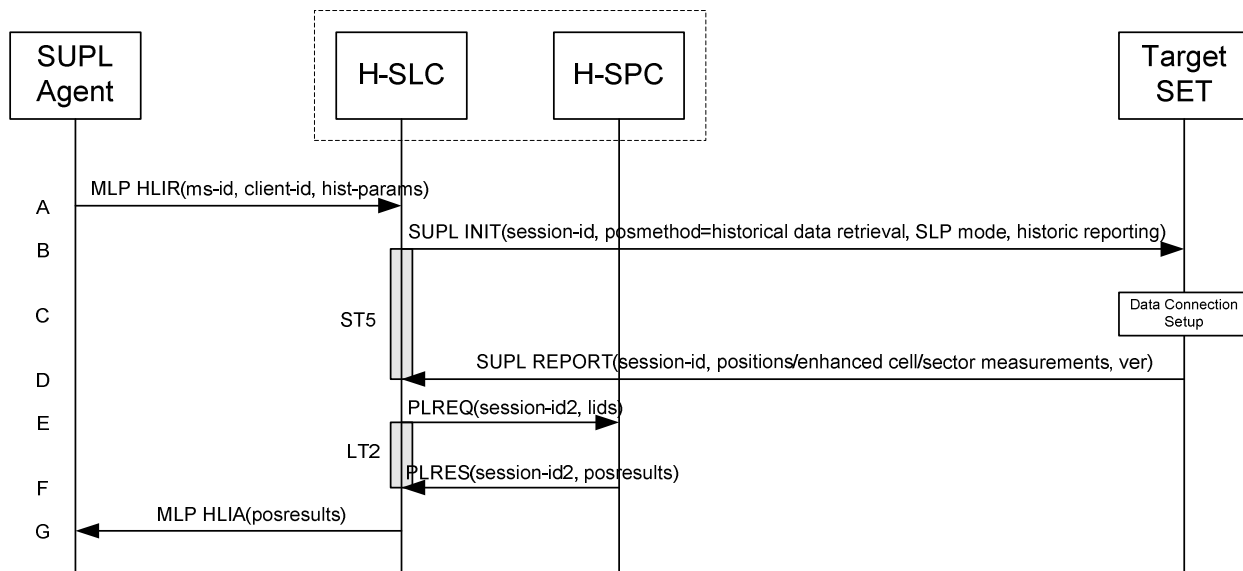 SUPL
Agent
H-SLC
H-SPC
Target
SET
MLP HLIR(ms-id, client-id, hist-params)
A
SUPL INIT(session-id, posmethod=historical data retrieval, SLP mode, historic reporting)
B
Data Connection
Setup
C
ST5
SUPL REPORT(session-id, positions/enhanced cell/sector measurements, ver)
D
PLREQ(session-id2, lids)
E
LT2
PLRES(session-id2, posresults)
F
MLP HLIA(posresults)
G